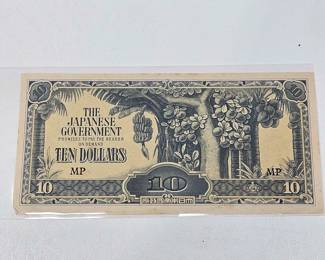 THE
JAPANESE
GOVERNMENT
PROMISES TO PAY THE BEARER
ON DEMAND
TEN DOLLARS
MP MP
10 10 10